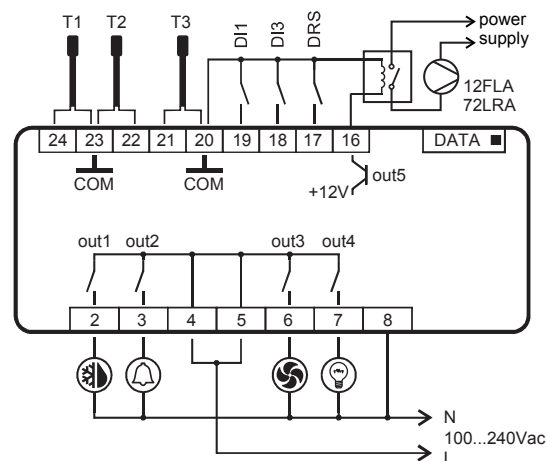 T1 T2 T3 DI1 DI3 DRS power
supply
12FLA
72LRA
24 23 22 21 20 19 18 17 16 DATA
COM COM +12V out5
out1 out2 out3 out4
2 3 4 5 6 7 8
N
100...240Vac
L